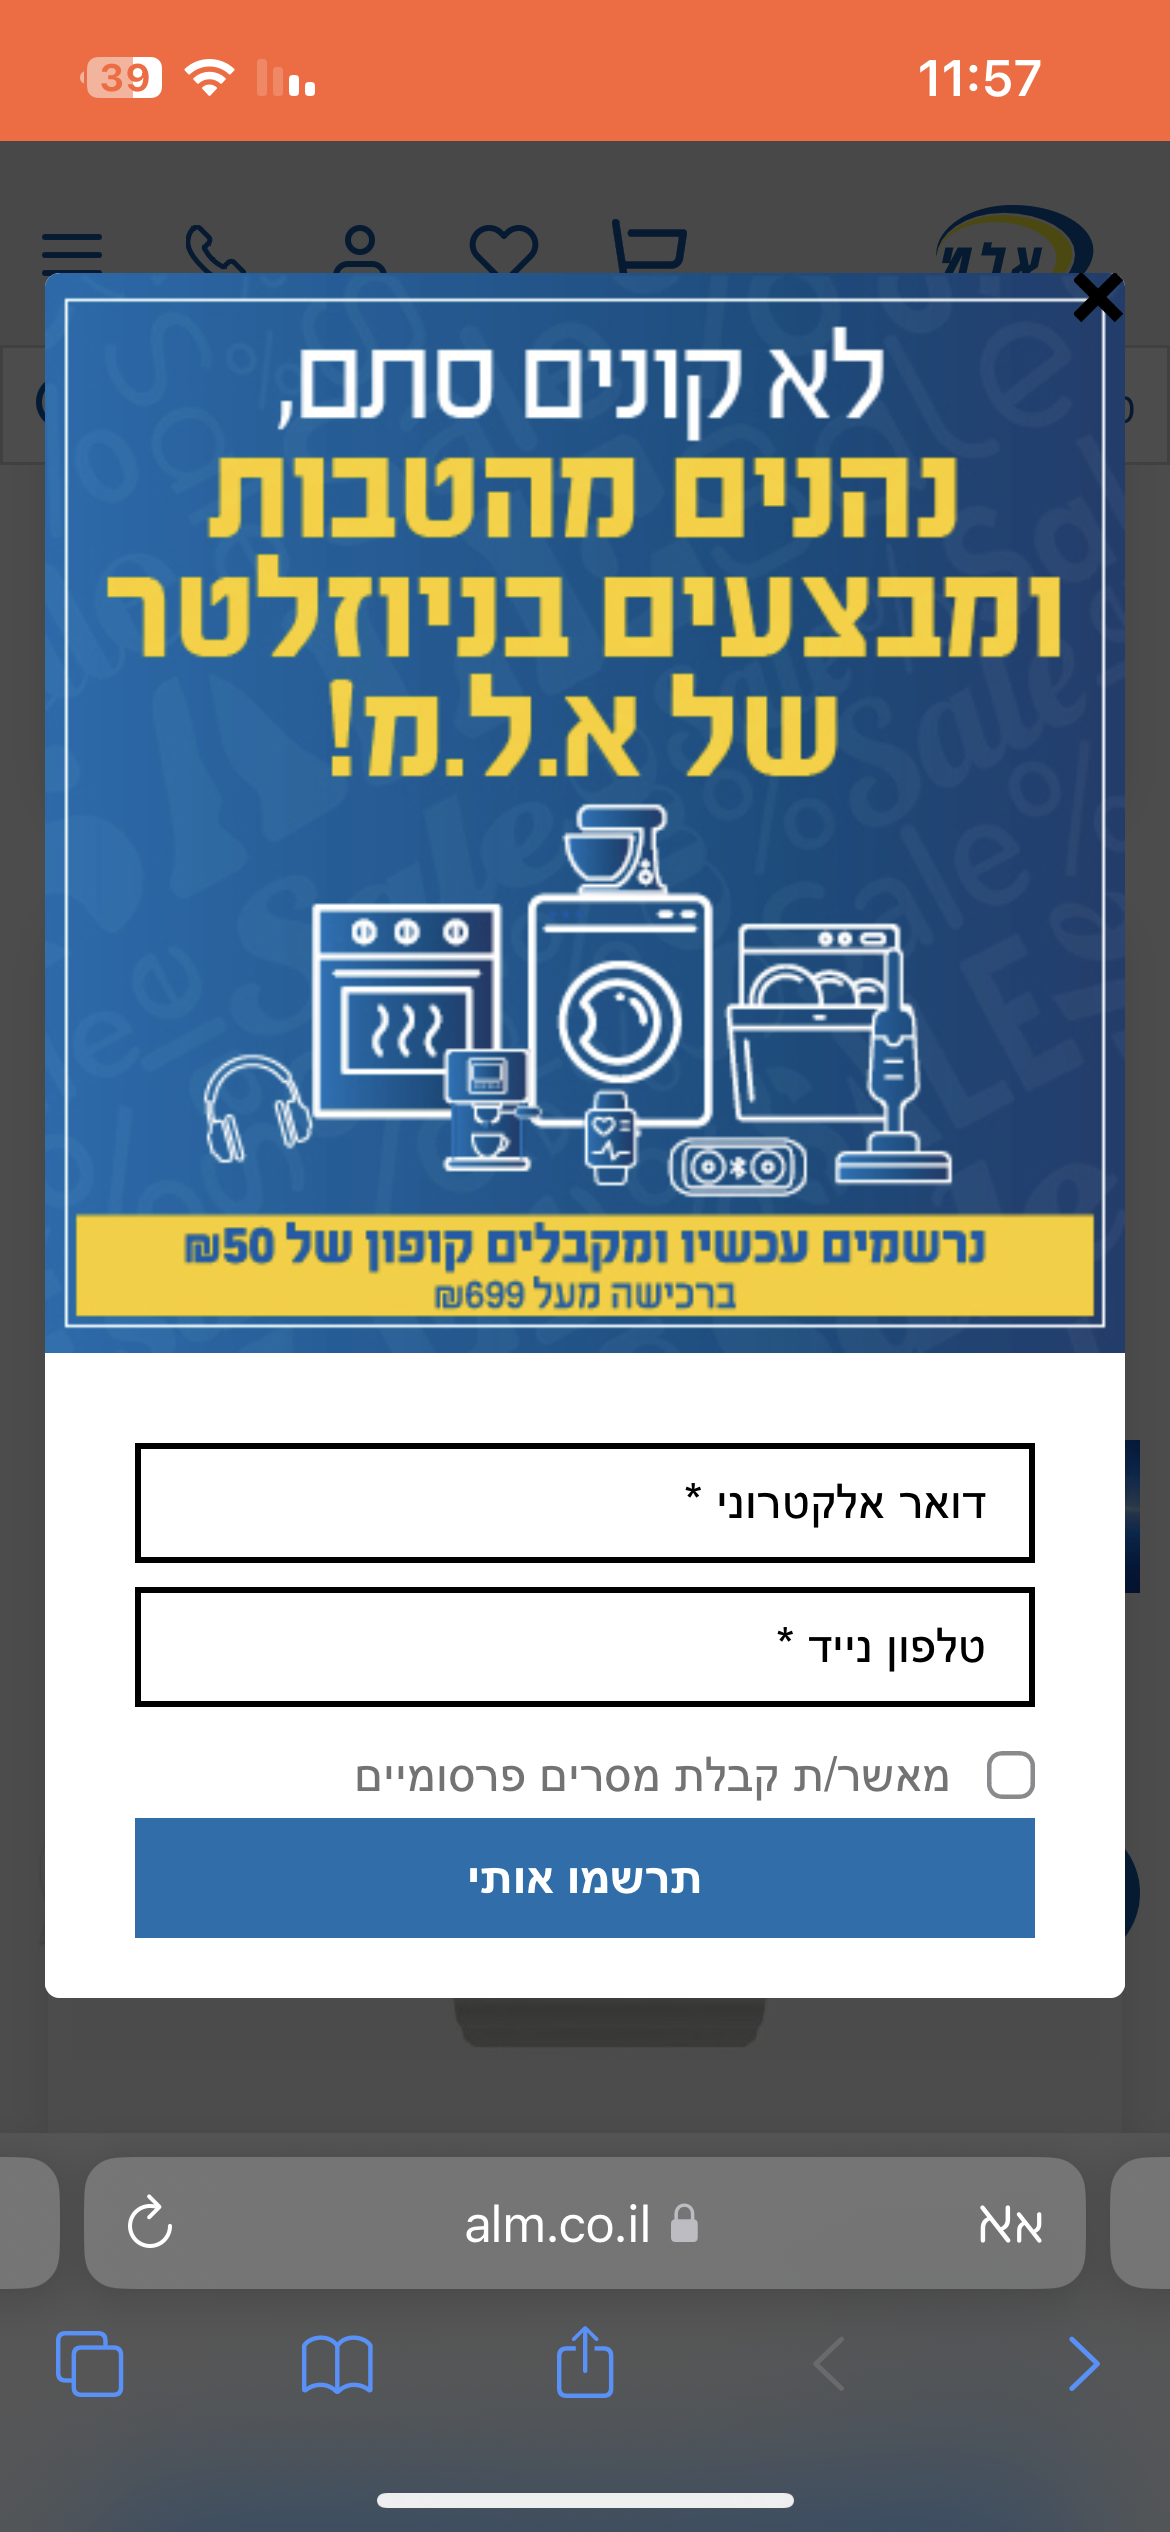 11:57
39
אלמ
לא קונים סתם,
נהנים מהטבות
ומבצעים בניוזלטר
של א.ל.מ!
נרשמים עכשיו ומקבלים קופון של 50₪
ברכישה מעל 699₪
דואר אלקטרוני *
טלפון נייד *
מאשר/ת קבלת מסרים פרסומיים
תרשמו אותי
אא
alm.co.il